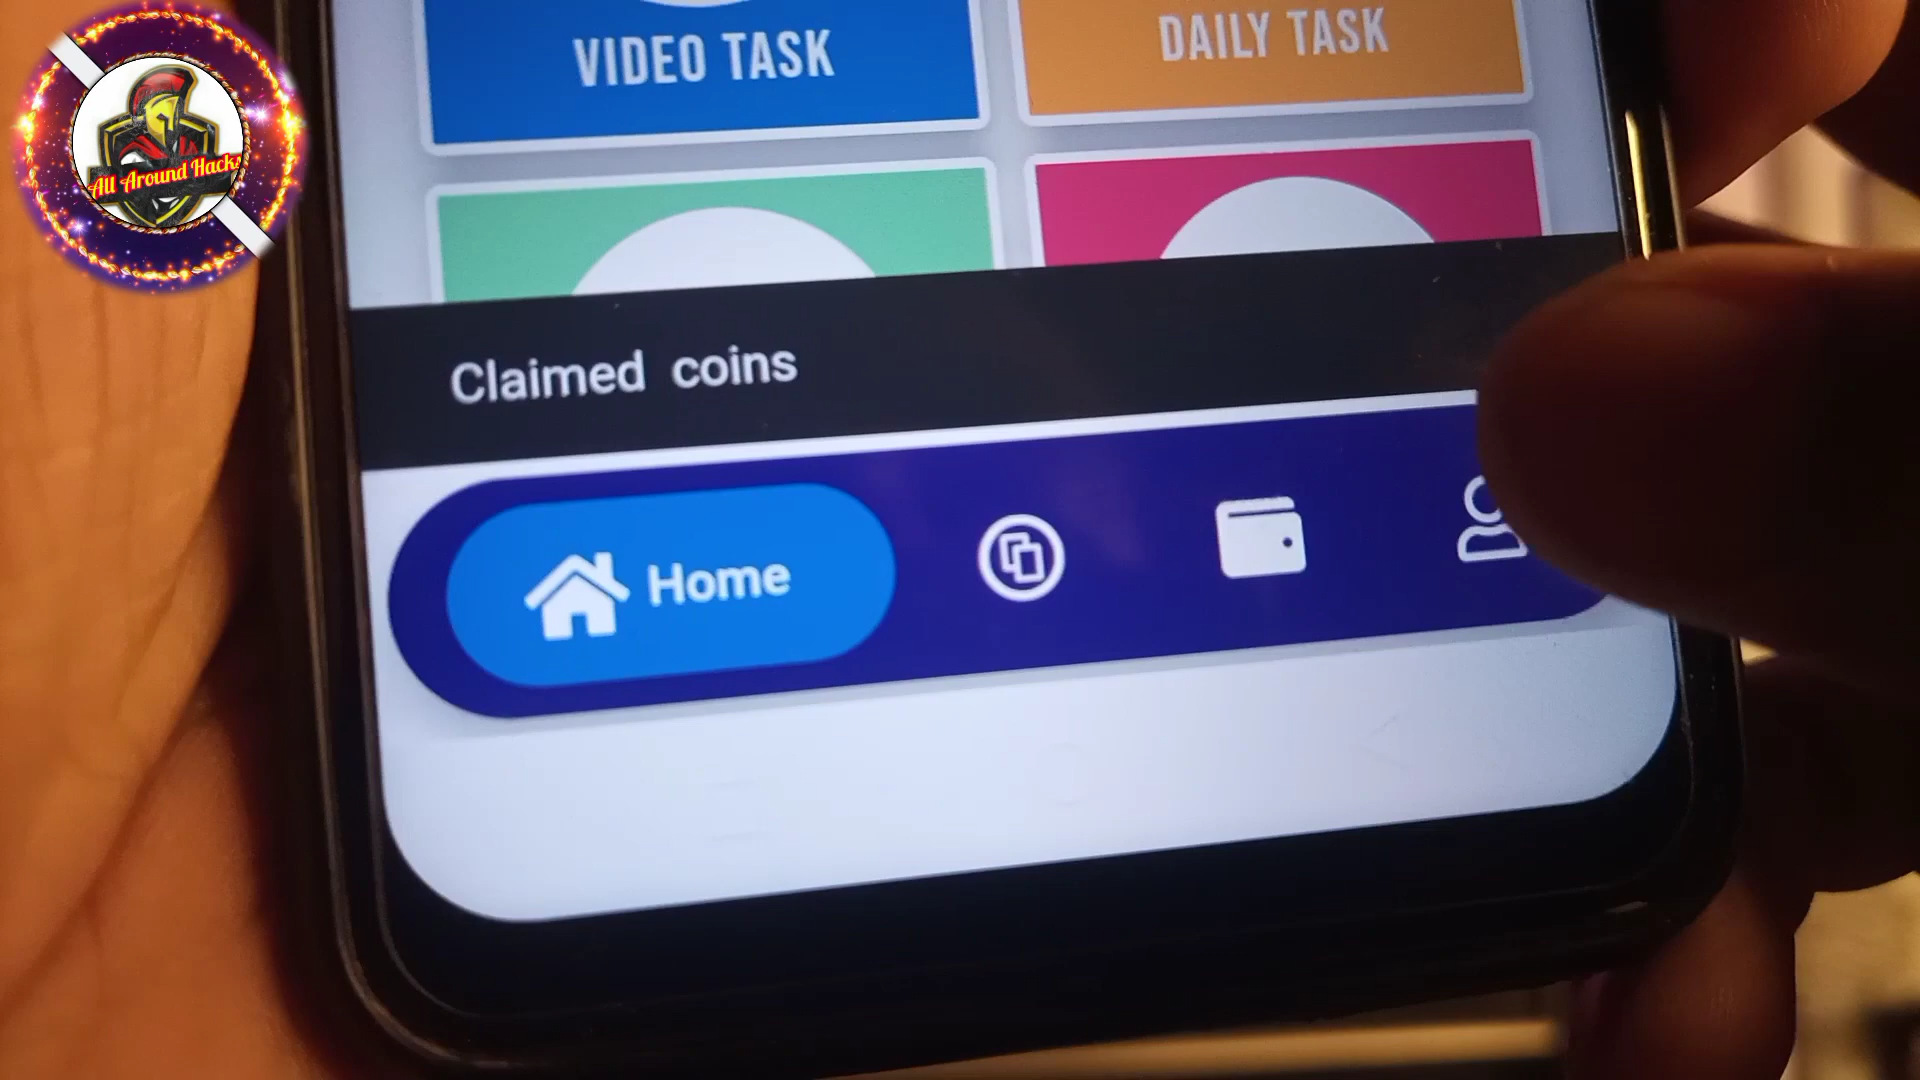 VIDEO TASK
DAILY TASK
All Around Hacks
Claimed coins
Home